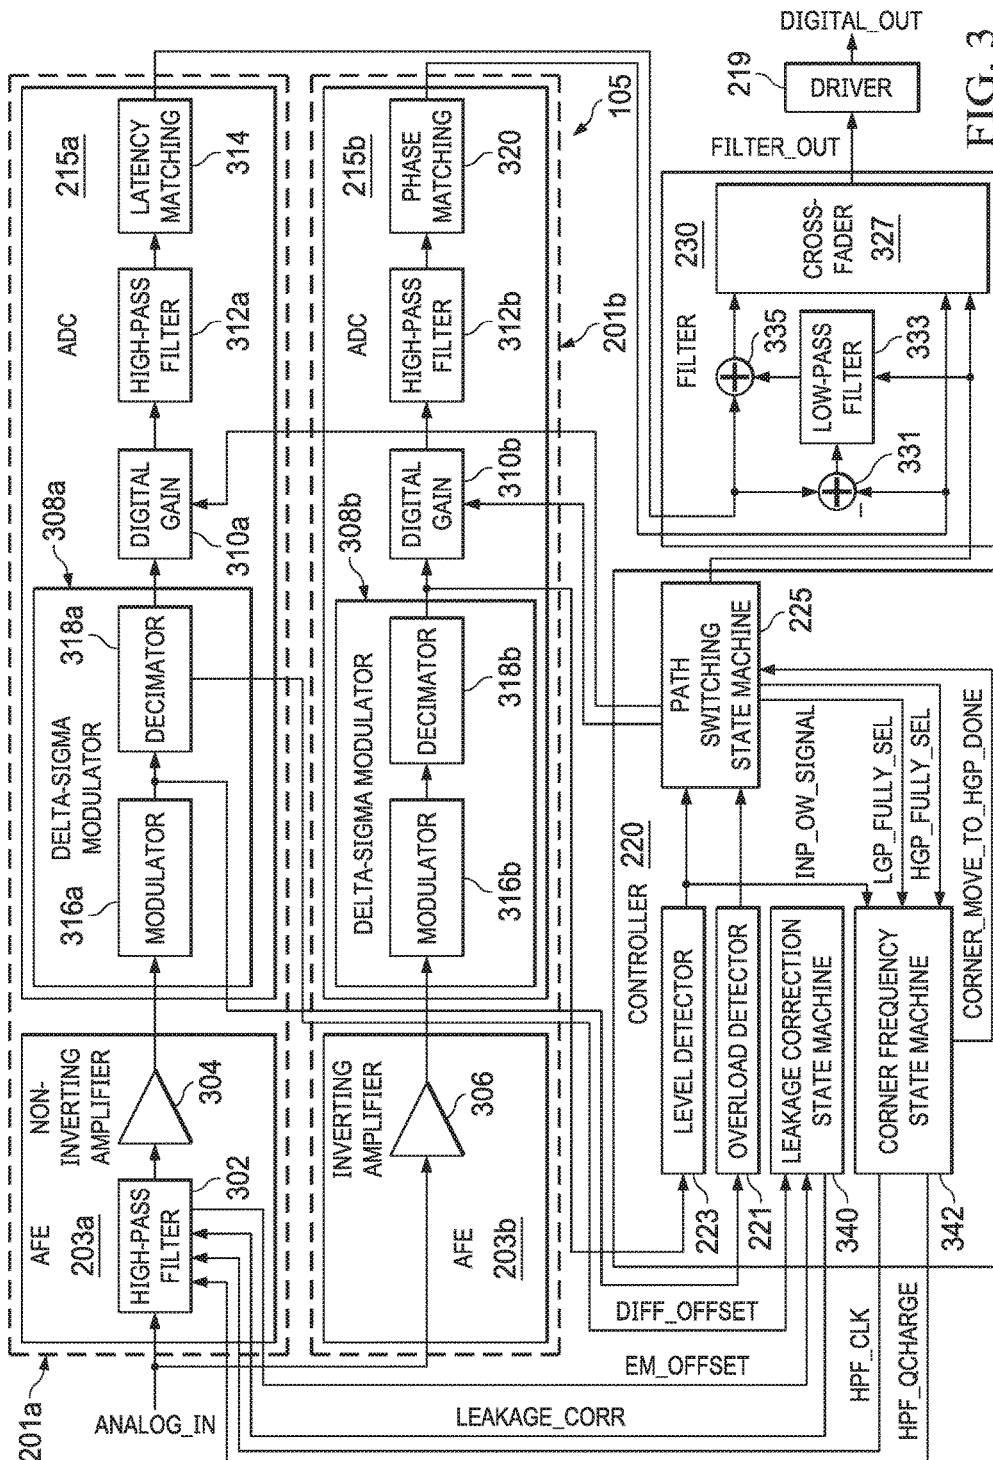 201a
ANALOG_IN
AFE
203a
HIGH-PASS
FILTER
302
NON-
INVERTING
AMPLIFIER
304
316a
DELTA-SIGMA
MODULATOR
MODULATOR
318a
DECIMATOR
308a
DIGITAL
GAIN
310a
ADC
HIGH-PASS
FILTER
312a
215a
LATENCY
MATCHING
314
AFE
203b
INVERTING
AMPLIFIER
306
DELTA-SIGMA MODULATOR
MODULATOR
316b
DECIMATOR
318b
308b
DIGITAL
GAIN
310b
ADC
HIGH-PASS
FILTER
312b
215b
PHASE
MATCHING
320
201b
105
LEAKAGE_CORR
EM_OFFSET
DIFF_OFFSET
HPF_CLK
HPF_QCHARGE
CONTROLLER
220
LEVEL DETECTOR
223
OVERLOAD DETECTOR
221
LEAKAGE CORRECTION
STATE MACHINE
340
CORNER FREQUENCY
STATE MACHINE
342
PATH
SWITCHING
STATE MACHINE
225
INP_OW_SIGNAL
LGP_FULLY_SEL
HGP_FULLY_SEL
CORNER_MOVE_TO_HGP_DONE
FILTER
230
335
331
-
LOW-PASS
FILTER
333
CROSS-
FADER
327
FILTER_OUT
DRIVER
219
DIGITAL_OUT
FIG. 3